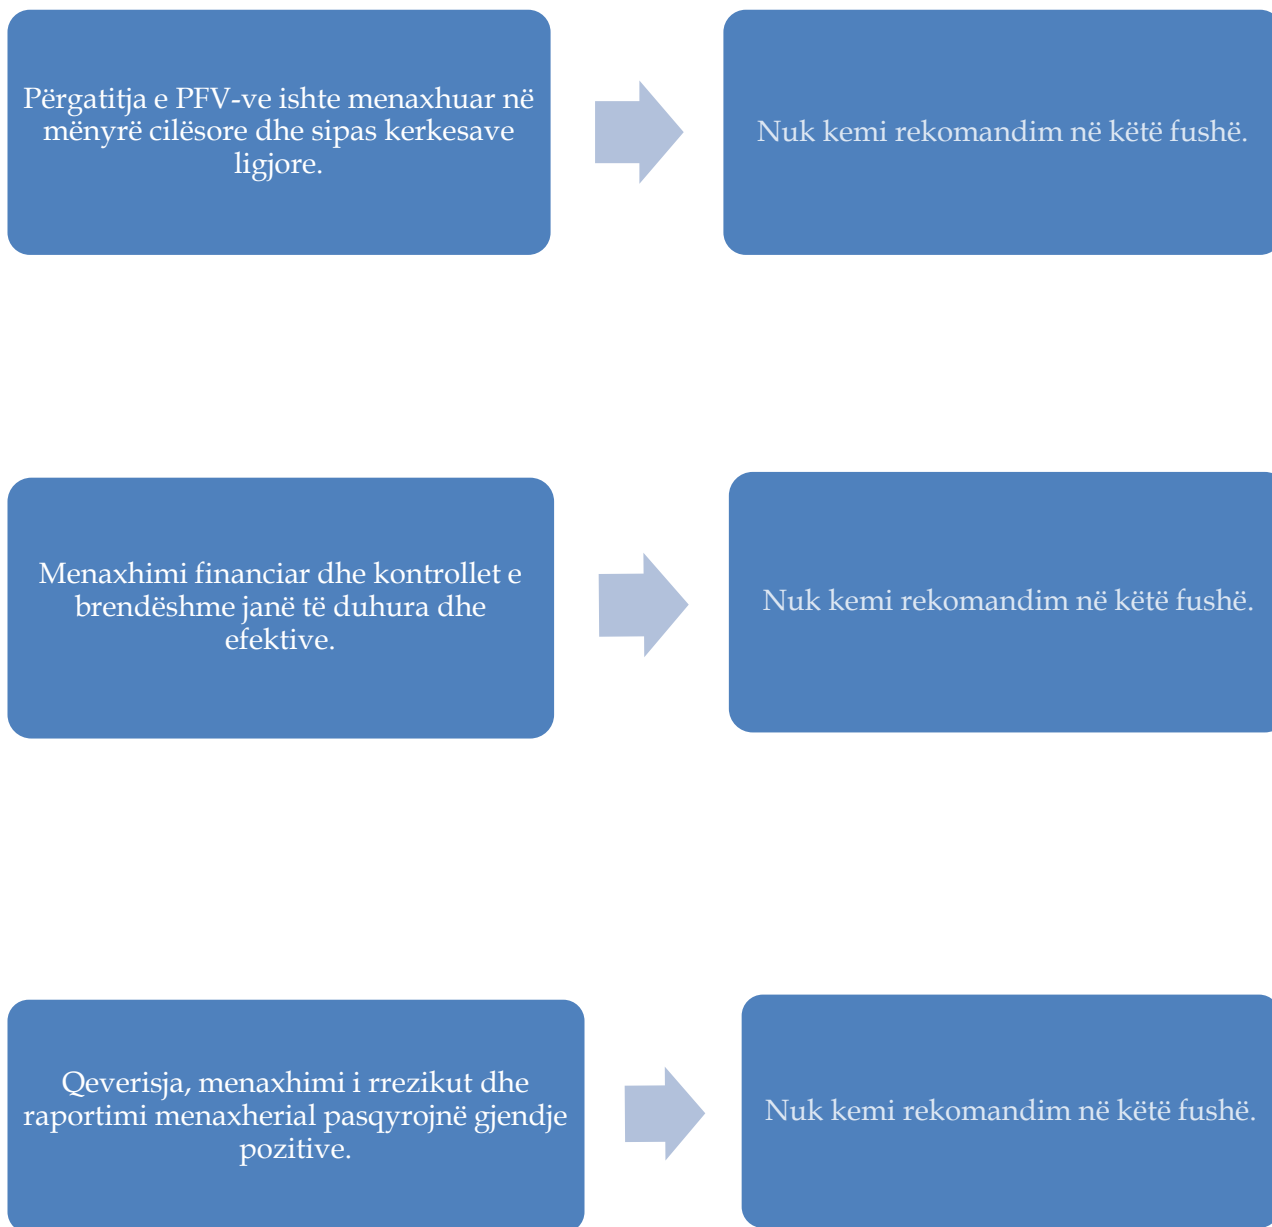 Përgatitja e PFV-ve ishte menaxhuar në
mënyrë cilësore dhe sipas kerkesave
ligjore.
Nuk kemi rekomandim në këtë fushë.
Menaxhimi financiar dhe kontrollet e
brendëshme janë të duhura dhe
efektive.
Nuk kemi rekomandim në këtë fushë.
Qeverisja, menaxhimi i rrezikut dhe
raportimi menaxherial pasqyrojnë gjendje
pozitive.
Nuk kemi rekomandim në këtë fushë.